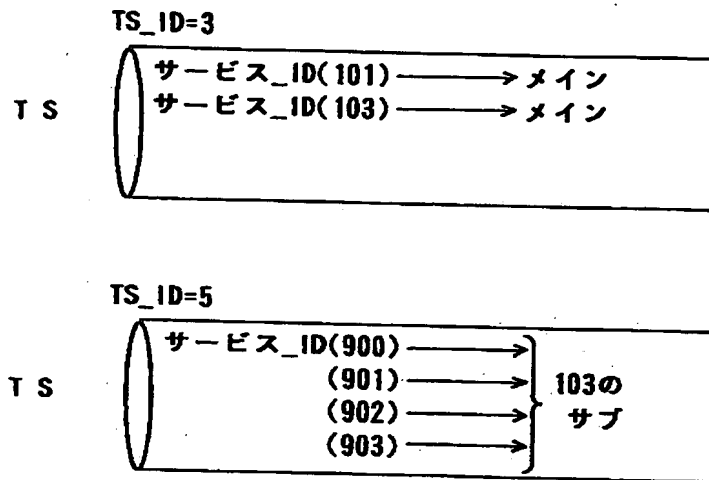 TS_ID=3
サービス_ID(101) メイン
TS サービス_ID(103) メイン
TS_ID=5
サービス_ID(900)
(901) 103の
TS (902) サブ
(903)